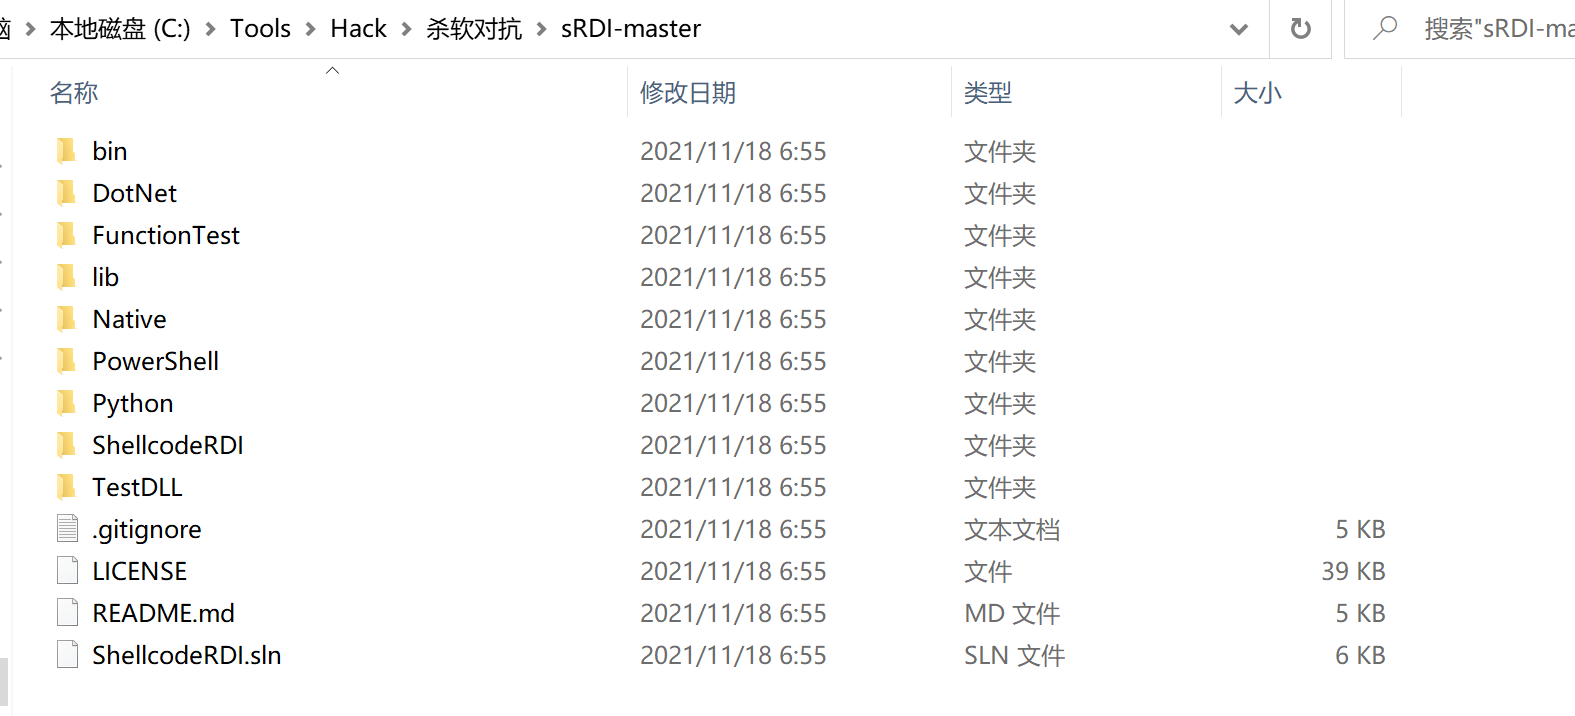 本地磁盘 (C:) > Tools > Hack > 杀软对抗 > sRDI-master 搜索"sRDI-ma
名称 修改日期 类型 大小
bin 2021/11/18 6:55 文件夹
DotNet 2021/11/18 6:55 文件夹
FunctionTest 2021/11/18 6:55 文件夹
lib 2021/11/18 6:55 文件夹
Native 2021/11/18 6:55 文件夹
PowerShell 2021/11/18 6:55 文件夹
Python 2021/11/18 6:55 文件夹
ShellcodeRDI 2021/11/18 6:55 文件夹
TestDLL 2021/11/18 6:55 文件夹
.gitignore 2021/11/18 6:55 文本文档 5 KB
LICENSE 2021/11/18 6:55 文件 39 KB
README.md 2021/11/18 6:55 MD 文件 5 KB
ShellcodeRDI.sln 2021/11/18 6:55 SLN 文件 6 KB